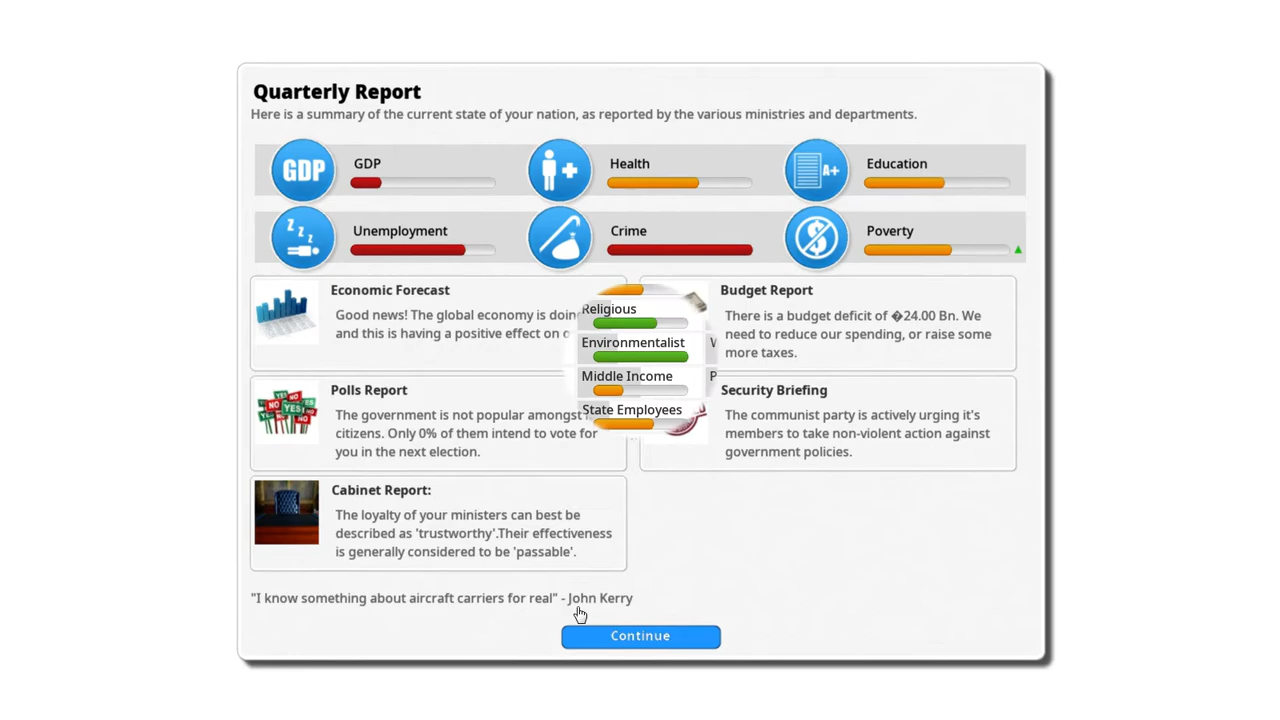 Quarterly Report
Here is a summary of the current state of your nation, as reported by the various ministries and departments.
GDP
GDP
Health
A+
Education
Z Z Z
Unemployment
Crime
$
Poverty
Economic Forecast
Good news! The global economy is doing
and this is having a positive effect on
Religious
Environmentalist
Middle Income
State Employees
Budget Report
There is a budget deficit of �24.00 Bn. We
need to reduce our spending, or raise some
more taxes.
Polls Report
The government is not popular amongst
citizens. Only 0% of them intend to vote for
you in the next election.
NO YES NO
Security Briefing
The communist party is actively urging it's
members to take non-violent action against
government policies.
Cabinet Report:
The loyalty of your ministers can best be
described as 'trustworthy'.Their effectiveness
is generally considered to be 'passable'.
"I know something about aircraft carriers for real" - John Kerry
Continue